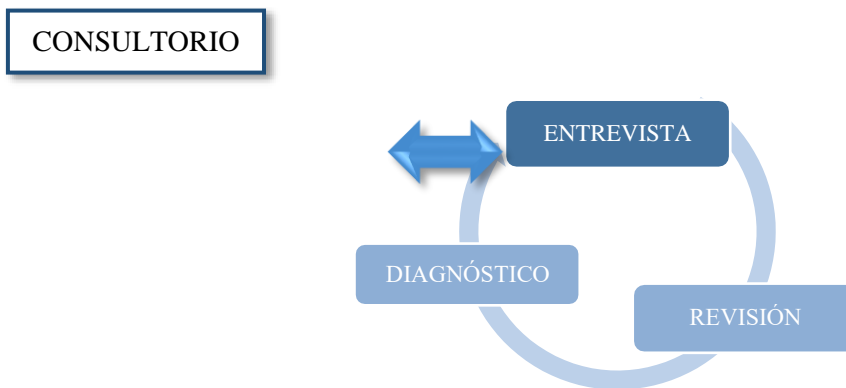 CONSULTORIO
ENTREVISTA
DIAGNÓSTICO
REVISIÓN